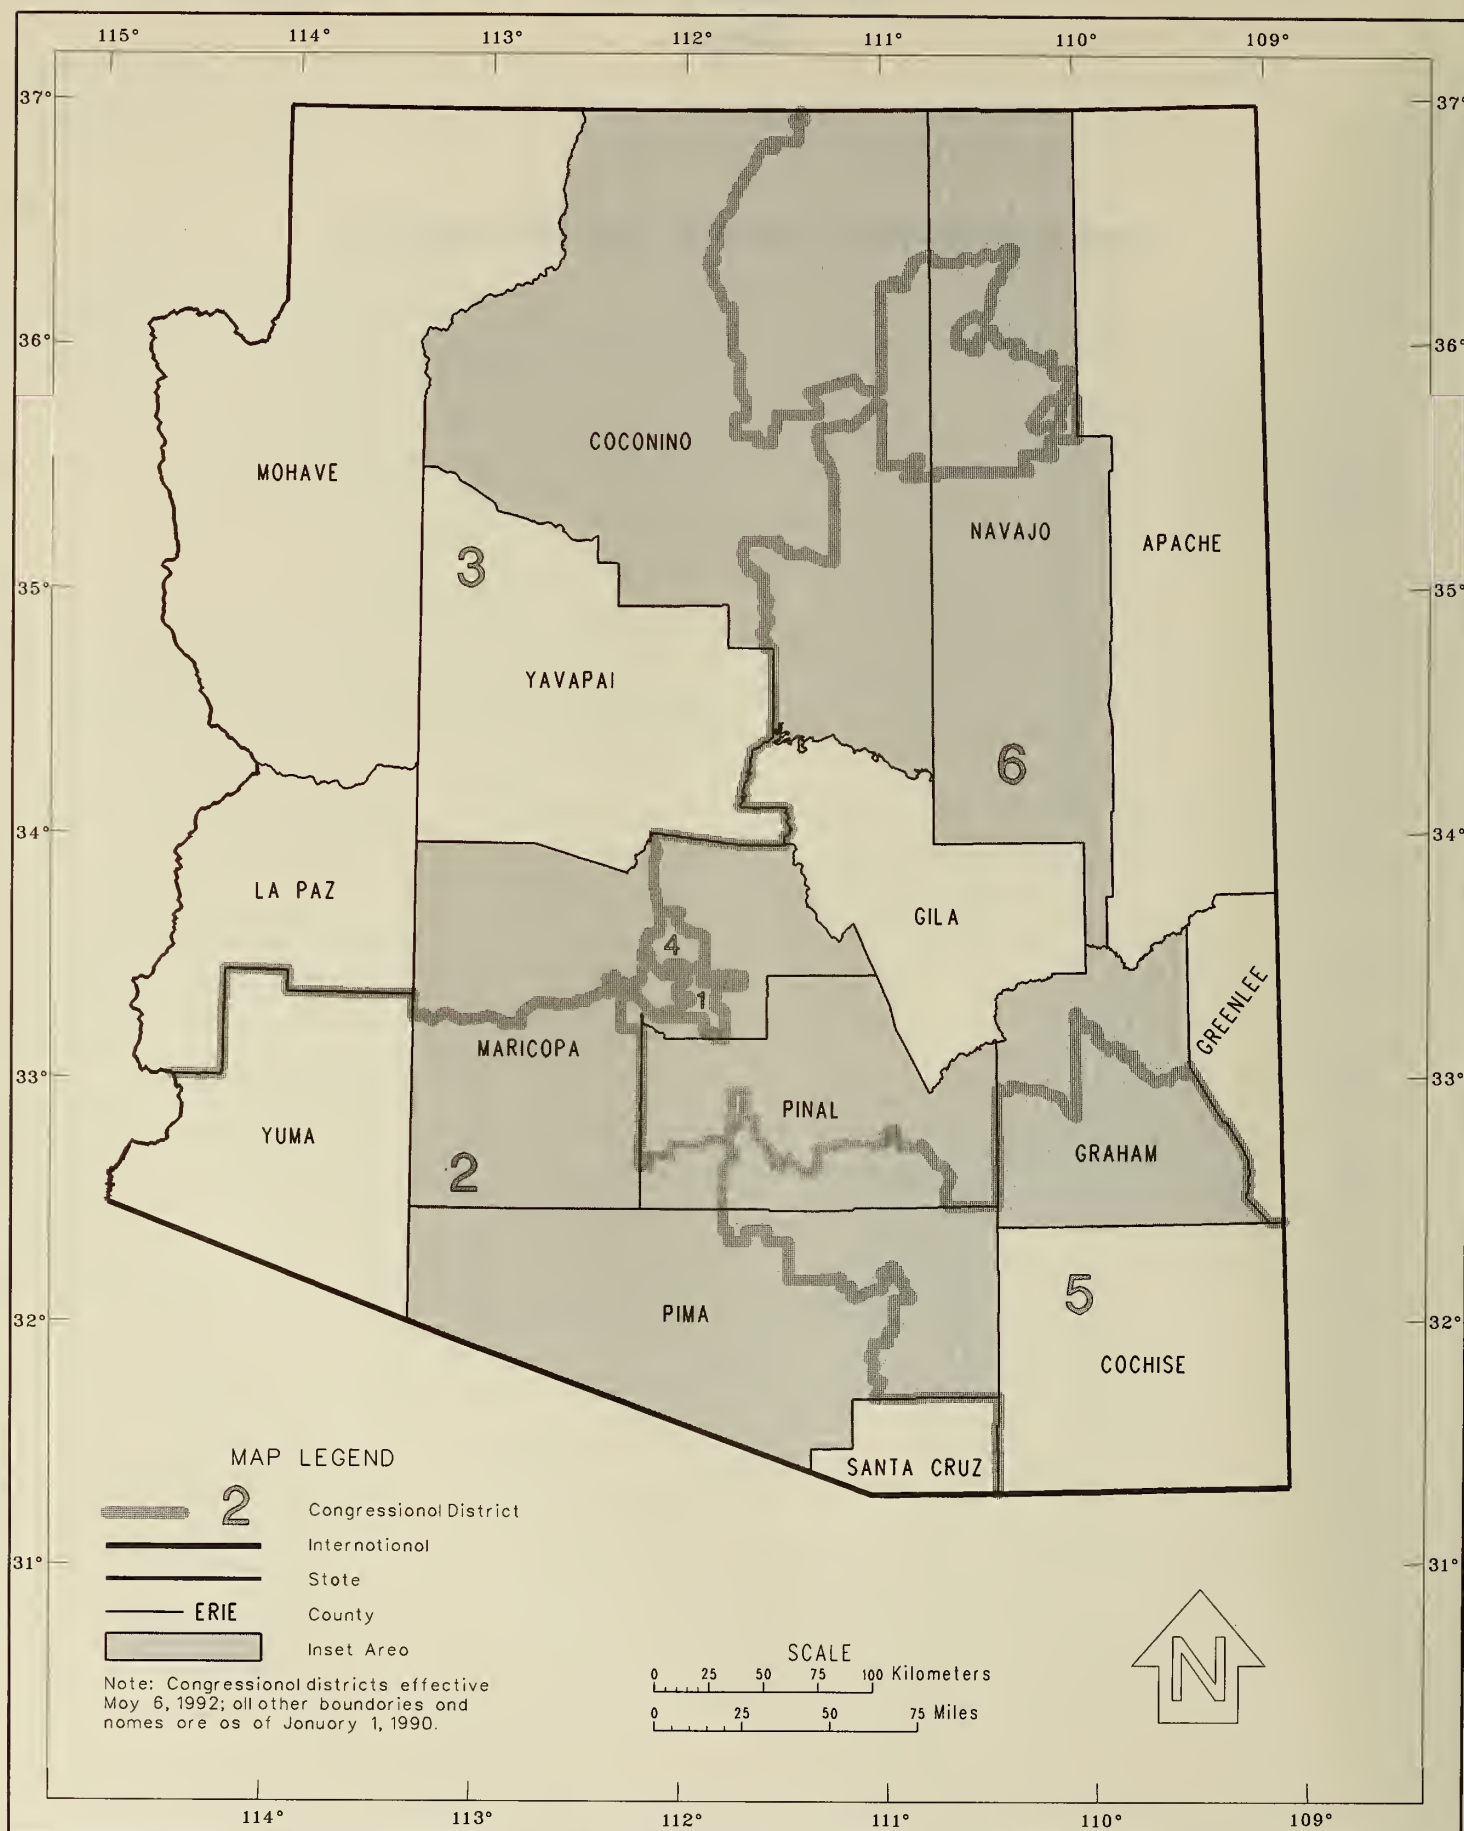 115° 114° 113° 112° 111° 110° 109°
37° 37°
36° 36°
COCONINO
MOHAVE
NAVAJO
APACHE
3
35° 35°
YAVAPAI
6
34° 34°
LA PAZ
GILA
4
1
GREENLEE
MARICOPA
33° 33°
PINAL
YUMA
GRAHAM
2
5
PIMA
32° 32°
COCHISE
SANTA CRUZ
MAP LEGEND
2 Congressionol District
Internotionol
Stote
ERIE County
Inset Areo
Note: Congressionol districts effective
Moy 6, 1992; oll other boundories ond
nomes ore os of Jonuory 1, 1990.
31° 31°
SCALE
0 25 50 75 100 Kilometers
0 25 50 75 Miles
N
114° 113° 112° 111° 110° 109°